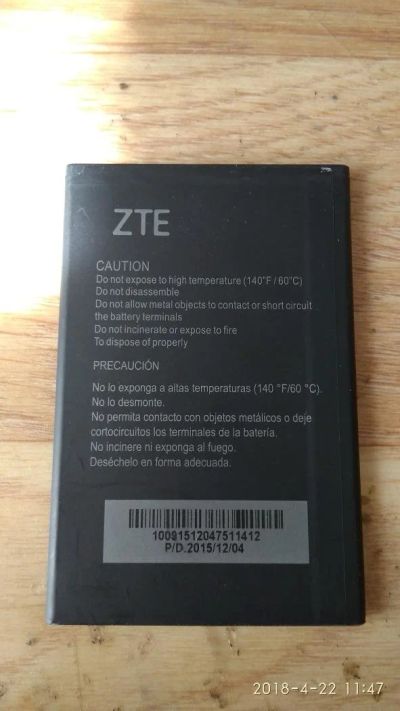 ZTE
CAUTION
Do not expose to high temperature (140°F / 60°C)
Do not disassemble
Do not allow metal objects to contact or short circuit
the battery terminals
Do not incinerate or expose to fire
To dispose of properly
PRECAUCIÓN
No lo exponga a altas temperaturas (140 °F/60 °C).
No lo desmonte.
No permita contacto con objetos metálicos o deje
cortocircuitos los terminales de la batería.
No incinere ni exponga al fuego.
Deséchelo en forma adecuada.
10091512047511412
P/D.2015/12/04
2018-4-22 11:47